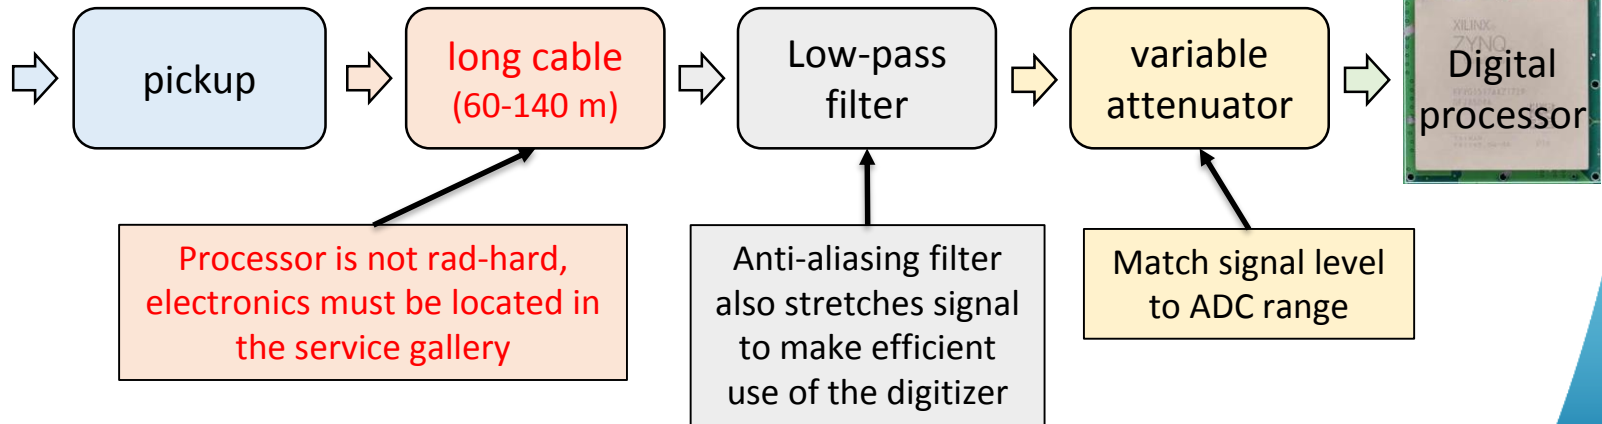 pickup
long cable
(60-140 m)
Low-pass
filter
variable
attenuator
XILINX
ZYNQ
Digital
processor
Processor is not rad-hard,
electronics must be located in
the service gallery
Anti-aliasing filter
also stretches signal
to make efficient
use of the digitizer
Match signal level
to ADC range